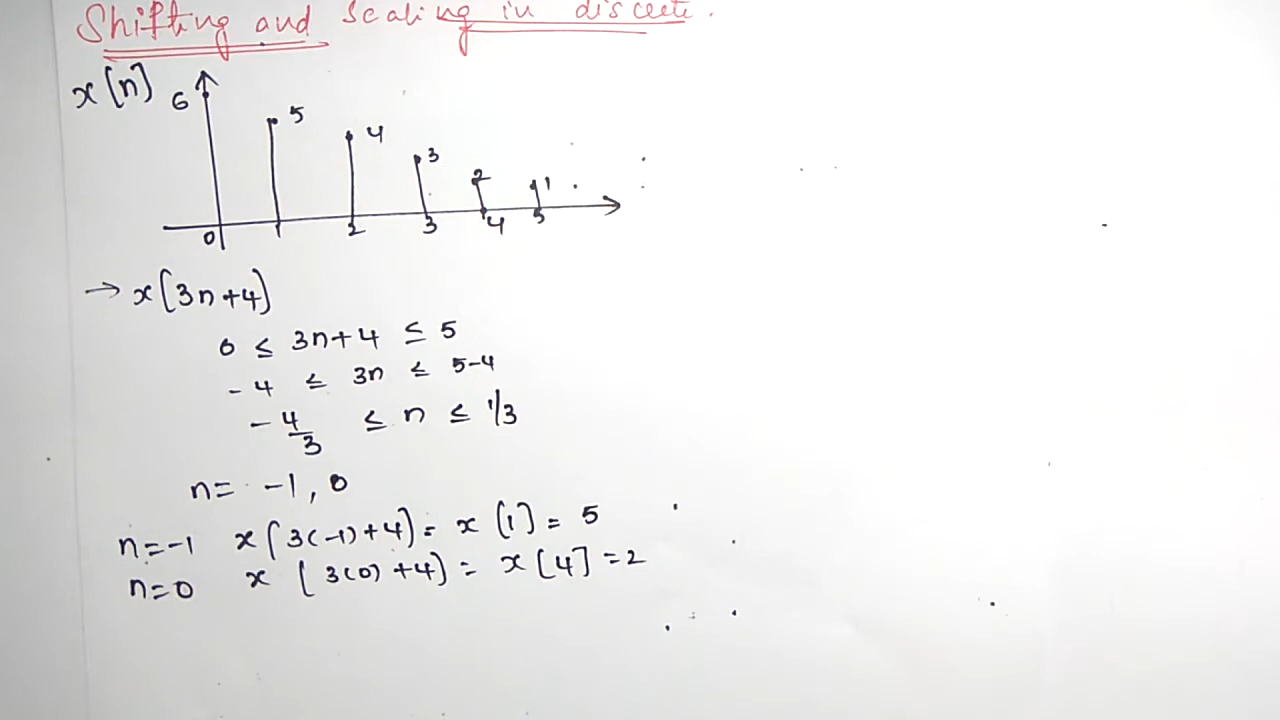 Shifting and Scaling in discrete.
x[n] 6
5
4
3
2
1
0 1 2 3 4 5
→ x[3n+4]
0 ≤ 3n+4 ≤ 5
-4 ≤ 3n ≤ 5-4
-4/3 ≤ n ≤ 1/3
n= -1, 0
n=-1 x[3(-1)+4] = x[1] = 5
n=0 x[3(0)+4] = x[4] = 2